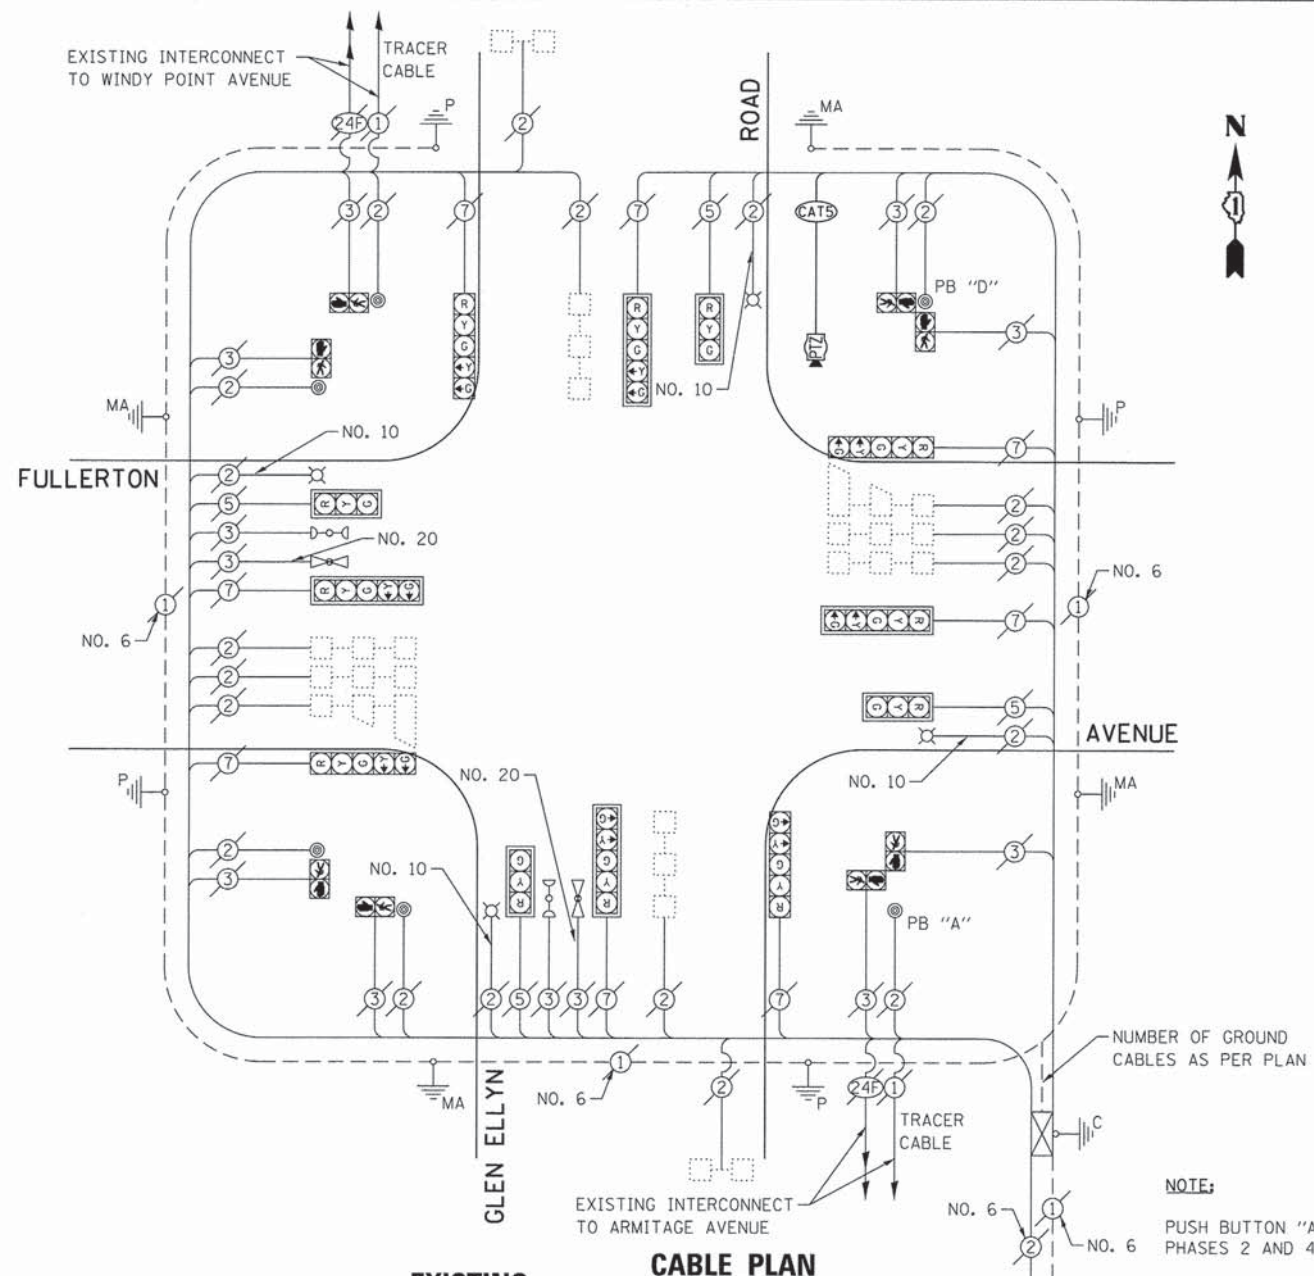 EXISTING INTERCONNECT
TO WINDY POINT AVENUE
TRACER
CABLE
P
ROAD
MA
N
24F 1
2
1
3 2 7 2 7 5 2 CAT5 3 2
PB "D"
R Y G Y G
R Y G Y G
R Y G
PTZ
NO. 10
3
3
2
MA
P
NO. 10
FULLERTON
2
5
R Y G
3
NO. 20
3
7
R Y G Y G
G Y G Y R
7
2
2
2
NO. 6
1
1
NO. 6
G Y G Y R
7
2
2
2
G Y R
5
2
AVENUE
NO. 10
7
R Y G Y G
P
NO. 20
MA
G Y G Y R
G Y R
G Y G Y R
2
3
NO. 10
3
PB "A"
3 2 2 5 3 3 7 2 7 3 2
NUMBER OF GROUND
CABLES AS PER PLAN
MA
GLEN ELLYN
NO. 6
1
2
P
24F 1
TRACER
CABLE
C
EXISTING INTERCONNECT
TO ARMITAGE AVENUE
NO. 6
1
2
NO. 6
NOTE:
PUSH BUTTON "A
PHASES 2 AND 4
CABLE PLAN
EXISTING